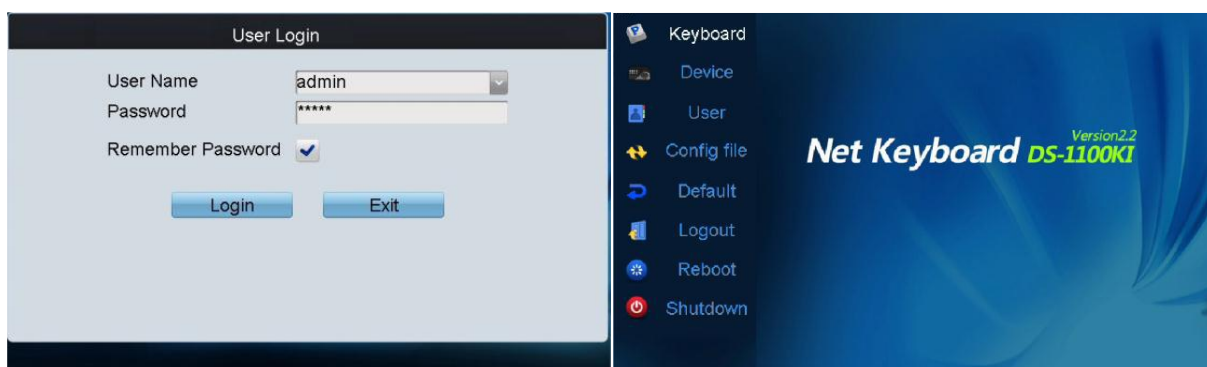 User Login
User Name admin
Password *****
Remember Password
Login Exit
Keyboard
Device
User
Config file
Default
Logout
Reboot
Shutdown
Version2.2
Net Keyboard DS-1100KI